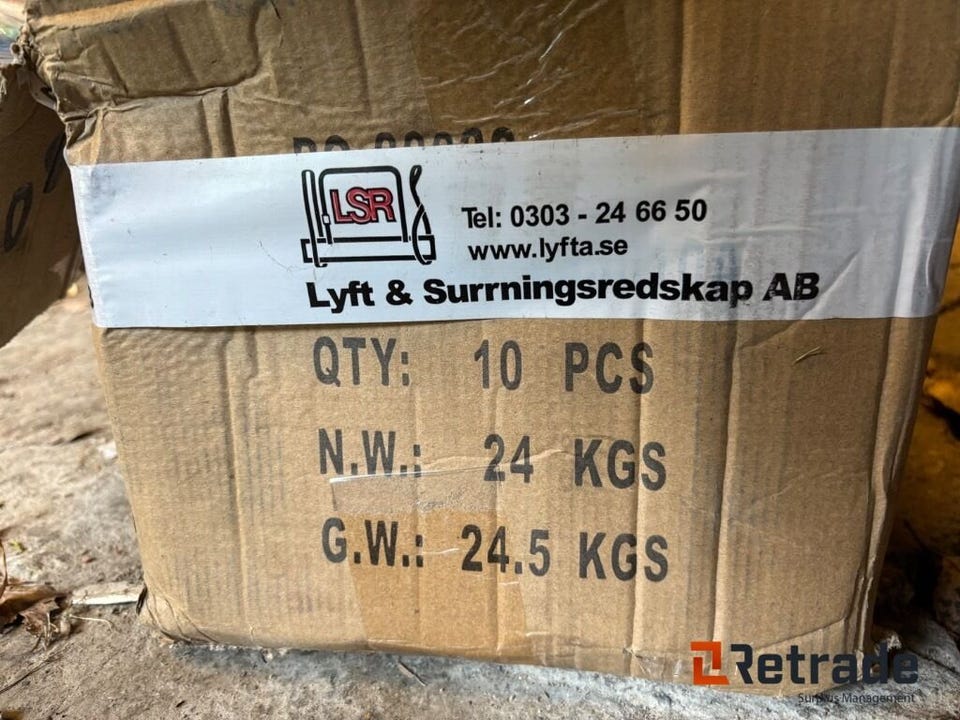 LSR
Tel: 0303 - 24 66 50
www.lyfta.se
Lyft & Surrningsredskap AB
QTY: 10 PCS
N.W.: 24 KGS
G.W.: 24.5 KGS
Retrade
Surplus Management